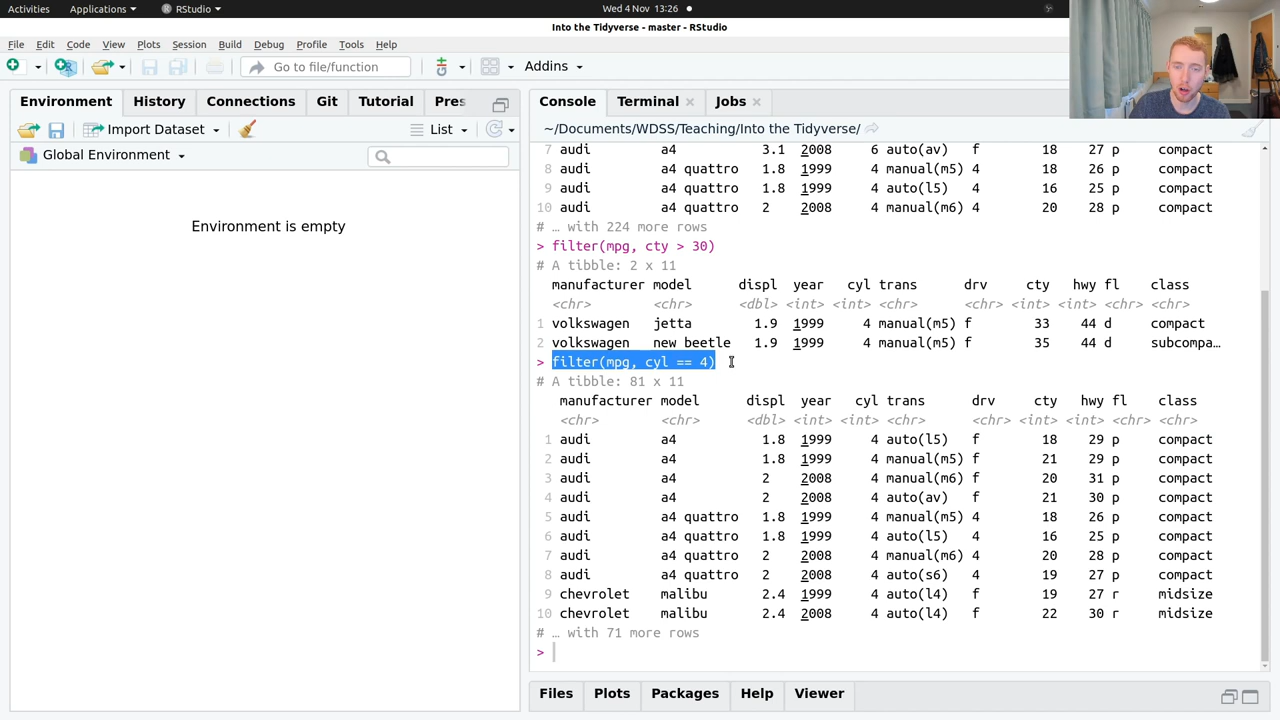 Activities Applications RStudio Wed 4 Nov 13:26
Into the Tidyverse - master - RStudio
File Edit Code View Plots Session Build Debug Profile Tools Help
Go to file/function Addins
Environment History Connections Git Tutorial Pres
Import Dataset List
Global Environment
Environment is empty
Console Terminal Jobs
~/Documents/WDSS/Teaching/Into the Tidyverse/
7 audi a4 3.1 2008 6 auto(av) f 18 27 p compact
8 audi a4 quattro 1.8 1999 4 manual(m5) 4 18 26 p compact
9 audi a4 quattro 1.8 1999 4 auto(l5) 4 16 25 p compact
10 audi a4 quattro 2 2008 4 manual(m6) 4 20 28 p compact
# … with 224 more rows
> filter(mpg, cty > 30)
# A tibble: 2 x 11
manufacturer model displ year cyl trans drv cty hwy fl class
<chr> <chr> <dbl> <int> <int> <chr> <chr> <int> <int> <chr> <chr>
1 volkswagen jetta 1.9 1999 4 manual(m5) f 33 44 d compact
2 volkswagen new beetle 1.9 1999 4 manual(m5) f 35 44 d subcompa…
> filter(mpg, cyl == 4)
# A tibble: 81 x 11
manufacturer model displ year cyl trans drv cty hwy fl class
<chr> <chr> <dbl> <int> <int> <chr> <chr> <int> <int> <chr> <chr>
1 audi a4 1.8 1999 4 auto(l5) f 18 29 p compact
2 audi a4 1.8 1999 4 manual(m5) f 21 29 p compact
3 audi a4 2 2008 4 manual(m6) f 20 31 p compact
4 audi a4 2 2008 4 auto(av) f 21 30 p compact
5 audi a4 quattro 1.8 1999 4 manual(m5) 4 18 26 p compact
6 audi a4 quattro 1.8 1999 4 auto(l5) 4 16 25 p compact
7 audi a4 quattro 2 2008 4 manual(m6) 4 20 28 p compact
8 audi a4 quattro 2 2008 4 auto(s6) 4 19 27 p compact
9 chevrolet malibu 2.4 1999 4 auto(l4) f 19 27 r midsize
10 chevrolet malibu 2.4 2008 4 auto(l4) f 22 30 r midsize
# … with 71 more rows
>
Files Plots Packages Help Viewer